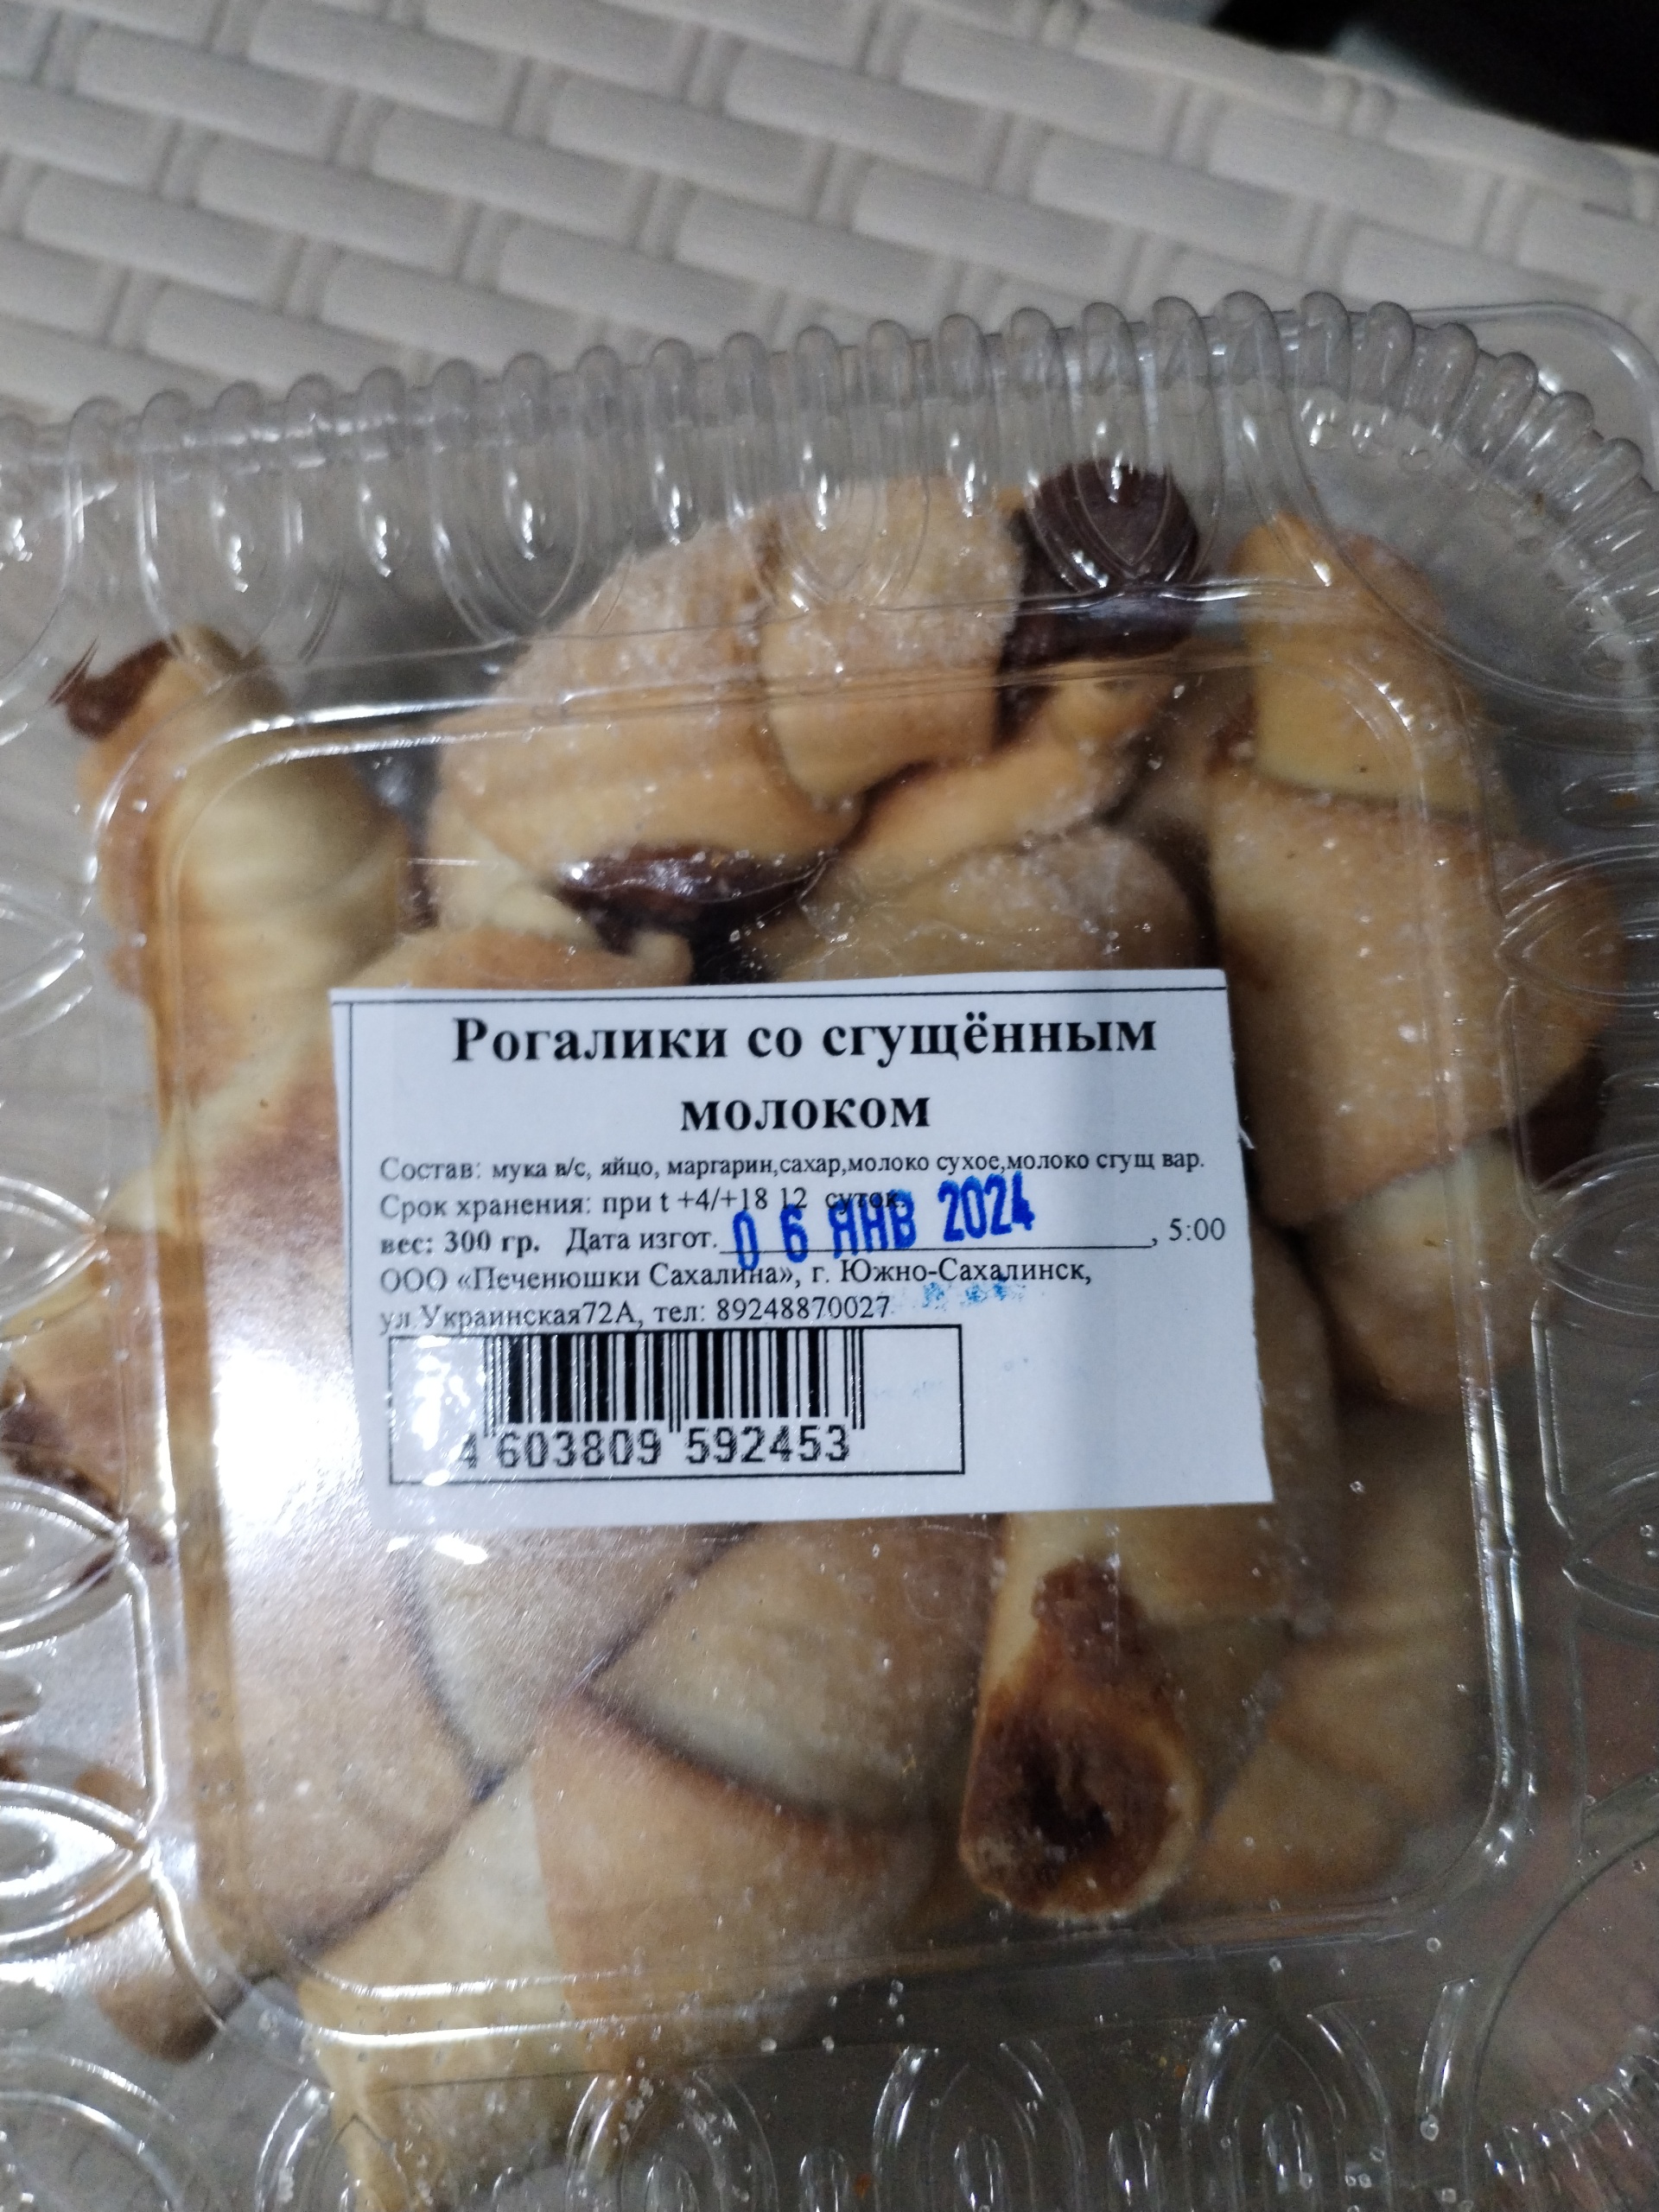 Рогалики со сгущённым
молоком
Состав: мука в/с, яйцо, маргарин,сахар,молоко сухое,молоко сгущ вар.
Срок хранения: при t +4/+18 12 суток
вес: 300 гр. Дата изгот. 06 ЯНВ 2024, 5:00
ООО «Печенюшки Сахалина», г. Южно-Сахалинск,
ул.Украинская72А, тел: 89248870027
4 603809 592453